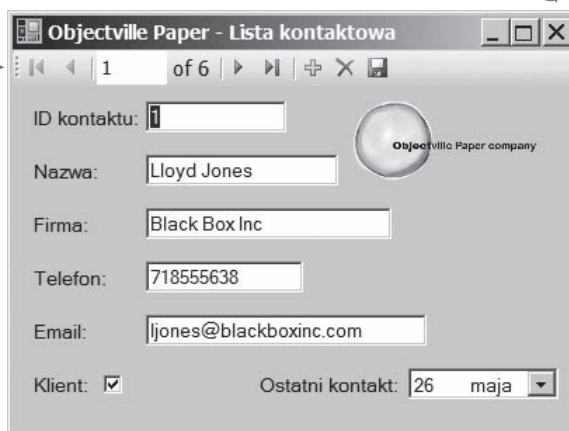 Objectville Paper - Lista kontaktowa
1 of 6
ID kontaktu: 1
Objectville Paper company
Nazwa: Lloyd Jones
Firma: Black Box Inc
Telefon: 718555638
Email: ljones@blackboxinc.com
Klient: Ostatni kontakt: 26 maja